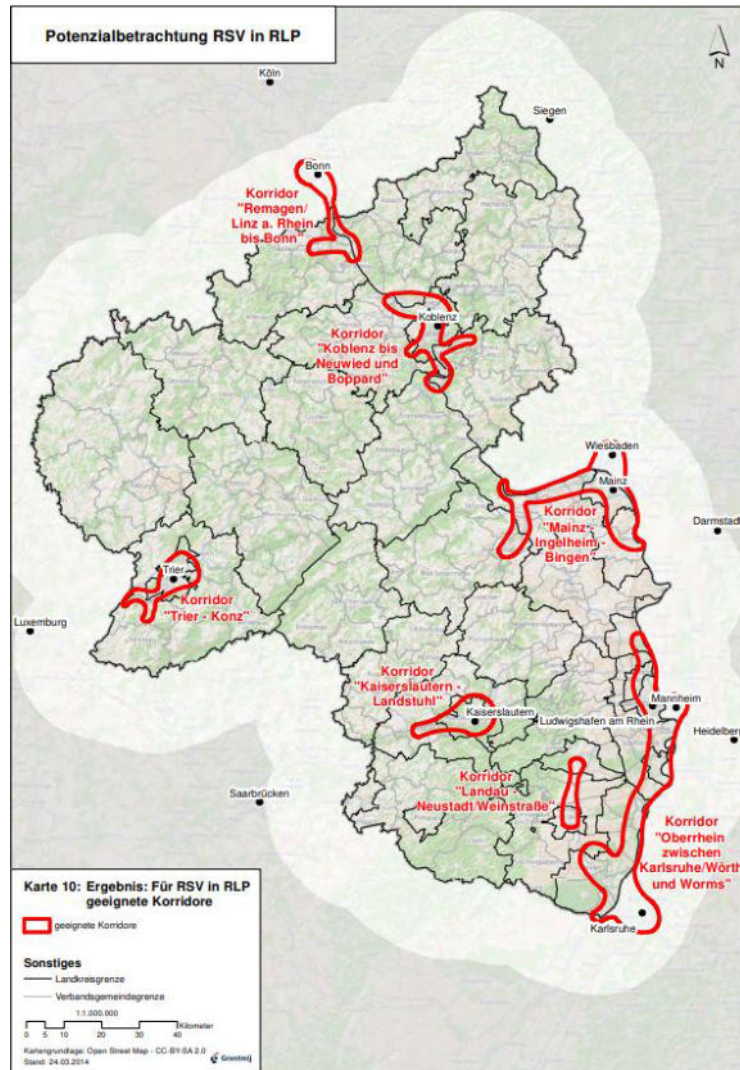 Potenzialbetrachtung RSV in RLP
N
Köln
Siegen
Bonn
Korridor
"Remagen/
Linz a. Rhein
bis Bonn"
Koblenz
Korridor
"Koblenz bis
Neuwied und
Boppard"
Wiesbaden
Mainz
Korridor
"Mainz -
Ingelheim -
Bingen"
Darmstadt
Trier
Korridor
"Trier - Konz"
Luxemburg
Korridor
"Kaiserslautern -
Landstuhl"
Kaiserslautern
Mannheim
Ludwigshafen am Rhein
Heidelberg
Korridor
"Landau -
Neustadt/Weinstraße"
Saarbrücken
Korridor
"Oberrhein
zwischen
Karlsruhe/Wörth
und Worms"
Karlsruhe
Karte 10: Ergebnis: Für RSV in RLP
geeignete Korridore
geeignete Korridore
Sonstiges
Landkreisgrenze
Verbandsgemeindegrenze
1:1.000.000
0 5 10 20 30 40 Kilometer
Kartengrundlage: Open Street Map - CC-BY-SA 2.0
Stand: 24.03.2014
Grontmij